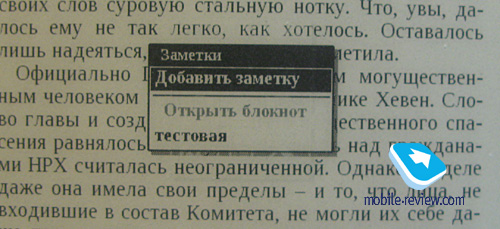 своих слов суровую стальную нотку. Что, увы, да-
лось ему не так легко, как хотелось. Оставалось
лишь надеяться, метила.
Официально могуществен-
ным человеком ике Хевен. Сло-
во главы и созд щественного спа-
сения равнялось над граждана-
ми НРХ считалась неограниченной. Однак деле
даже она имела свои пределы – и то, что лица, не
входившие в состав Комитета, не могли их себе да-
Заметки
Добавить заметку
Открыть блокнот
тестовая
mobile-review.com